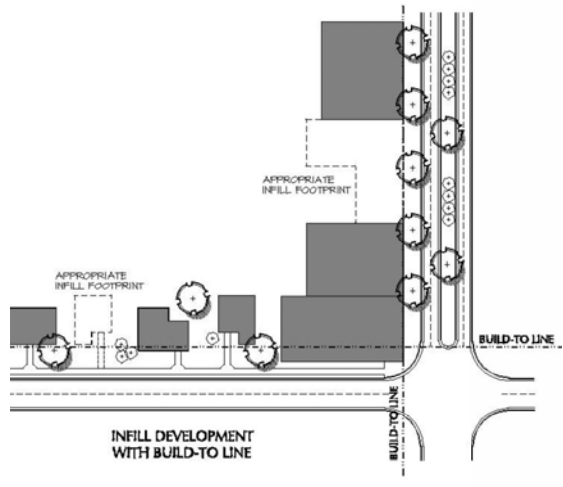 APPROPRIATE
INFILL FOOTPRINT
APPROPRIATE
INFILL FOOTPRINT
BUILD-TO LINE
BUILD-TO LINE
INFILL DEVELOPMENT
WITH BUILD-TO LINE